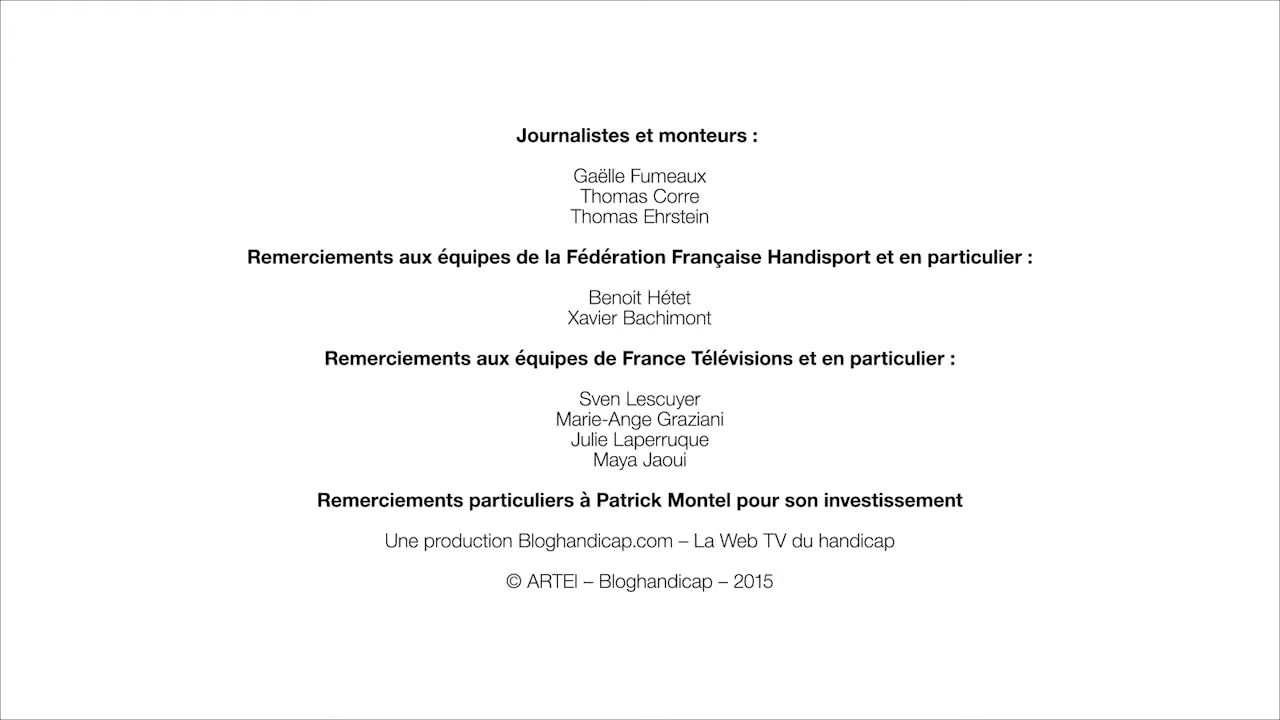 Journalistes et monteurs :
Gaëlle Fumeaux
Thomas Corre
Thomas Ehrstein
Remerciements aux équipes de la Fédération Française Handisport et en particulier :
Benoit Hétet
Xavier Bachimont
Remerciements aux équipes de France Télévisions et en particulier :
Sven Lescuyer
Marie-Ange Graziani
Julie Laperruque
Maya Jaoui
Remerciements particuliers à Patrick Montel pour son investissement
Une production Bloghandicap.com – La Web TV du handicap
© ARTEI – Bloghandicap – 2015